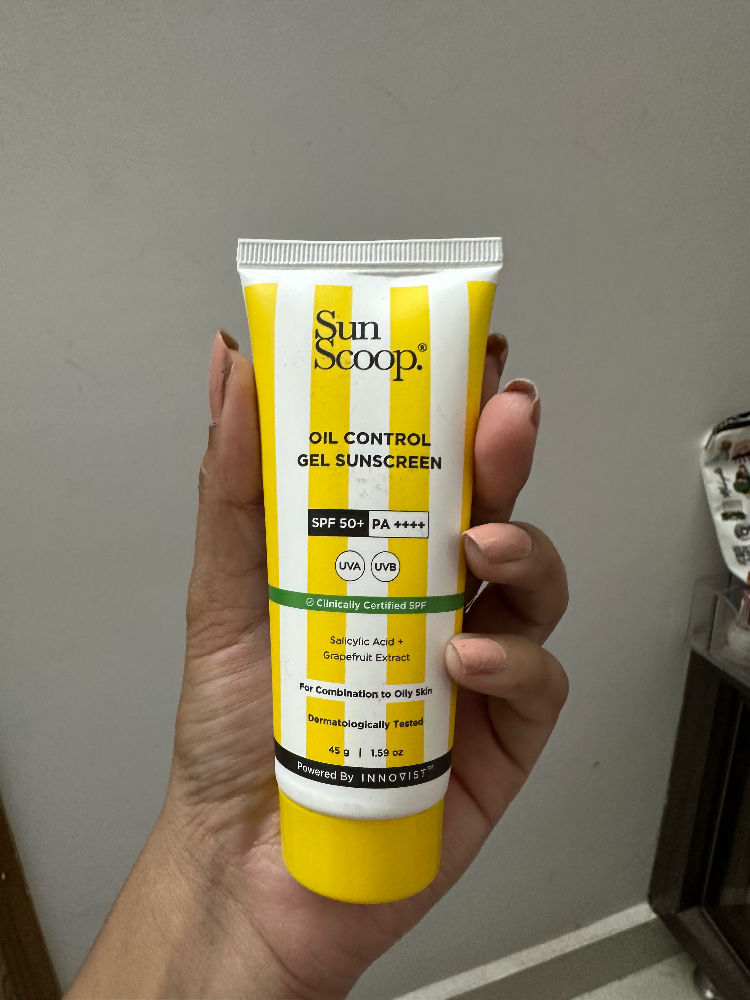 Sun
Scoop.®
OIL CONTROL
GEL SUNSCREEN
SPF 50+ PA ++++
UVA UVB
Clinically Certified SPF
Salicylic Acid +
Grapefruit Extract
For Combination to Oily Skin
Dermatologically Tested
45 g | 1.59 oz
Powered By INNOVIST™